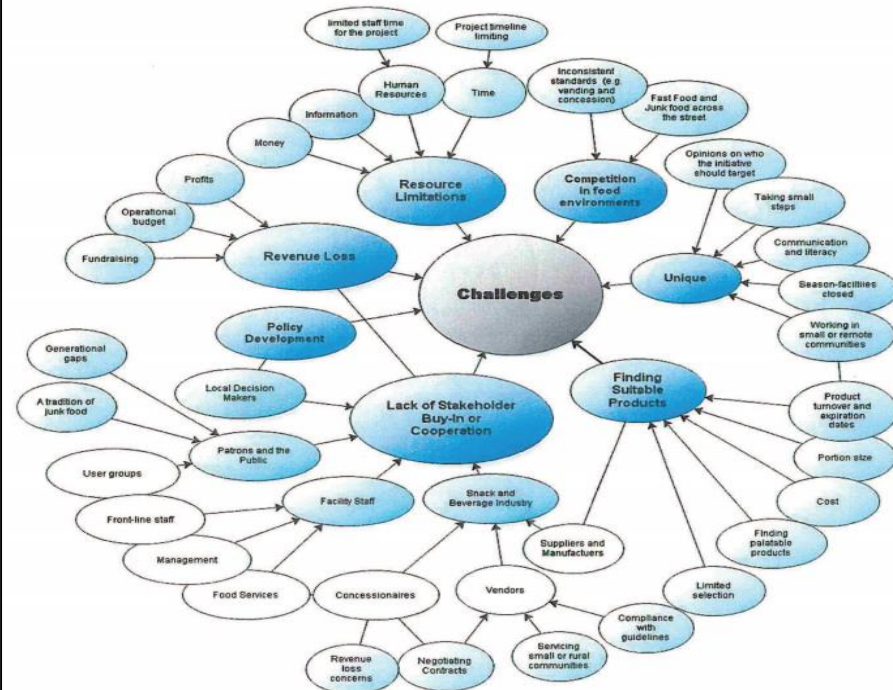 limited staff time
for the project
Project timeline
limiting
Human
Resources
Time
Inconsistent
standards (e.g.
vending and
concession)
Fast Food and
Junk food across
the street
Information
Money
Resource
Limitations
Competition
in food
environments
Opinions on who
the initiative
should target
Profits
Taking small
steps
Operational
budget
Communication
and literacy
Fundraising
Revenue Loss
Challenges
Unique
Season-facilities
closed
Policy
Development
Working in
small or remote
communities
Generational
gaps
Local Decision
Makers
Finding
Suitable
Products
A tradition of
junk food
Lack of Stakeholder
Buy-In or
Cooperation
Product
turnover and
expiration
dates
Patrons and the
Public
Portion size
User groups
Facility Staff
Snack and
Beverage Industry
Cost
Front-line staff
Suppliers and
Manufactuers
Finding
palatable
products
Management
Food Services
Concessionaires
Vendors
Limited
selection
Compliance
with
guidelines
Revenue
loss
concerns
Negotiating
Contracts
Servicing
small or rural
communities